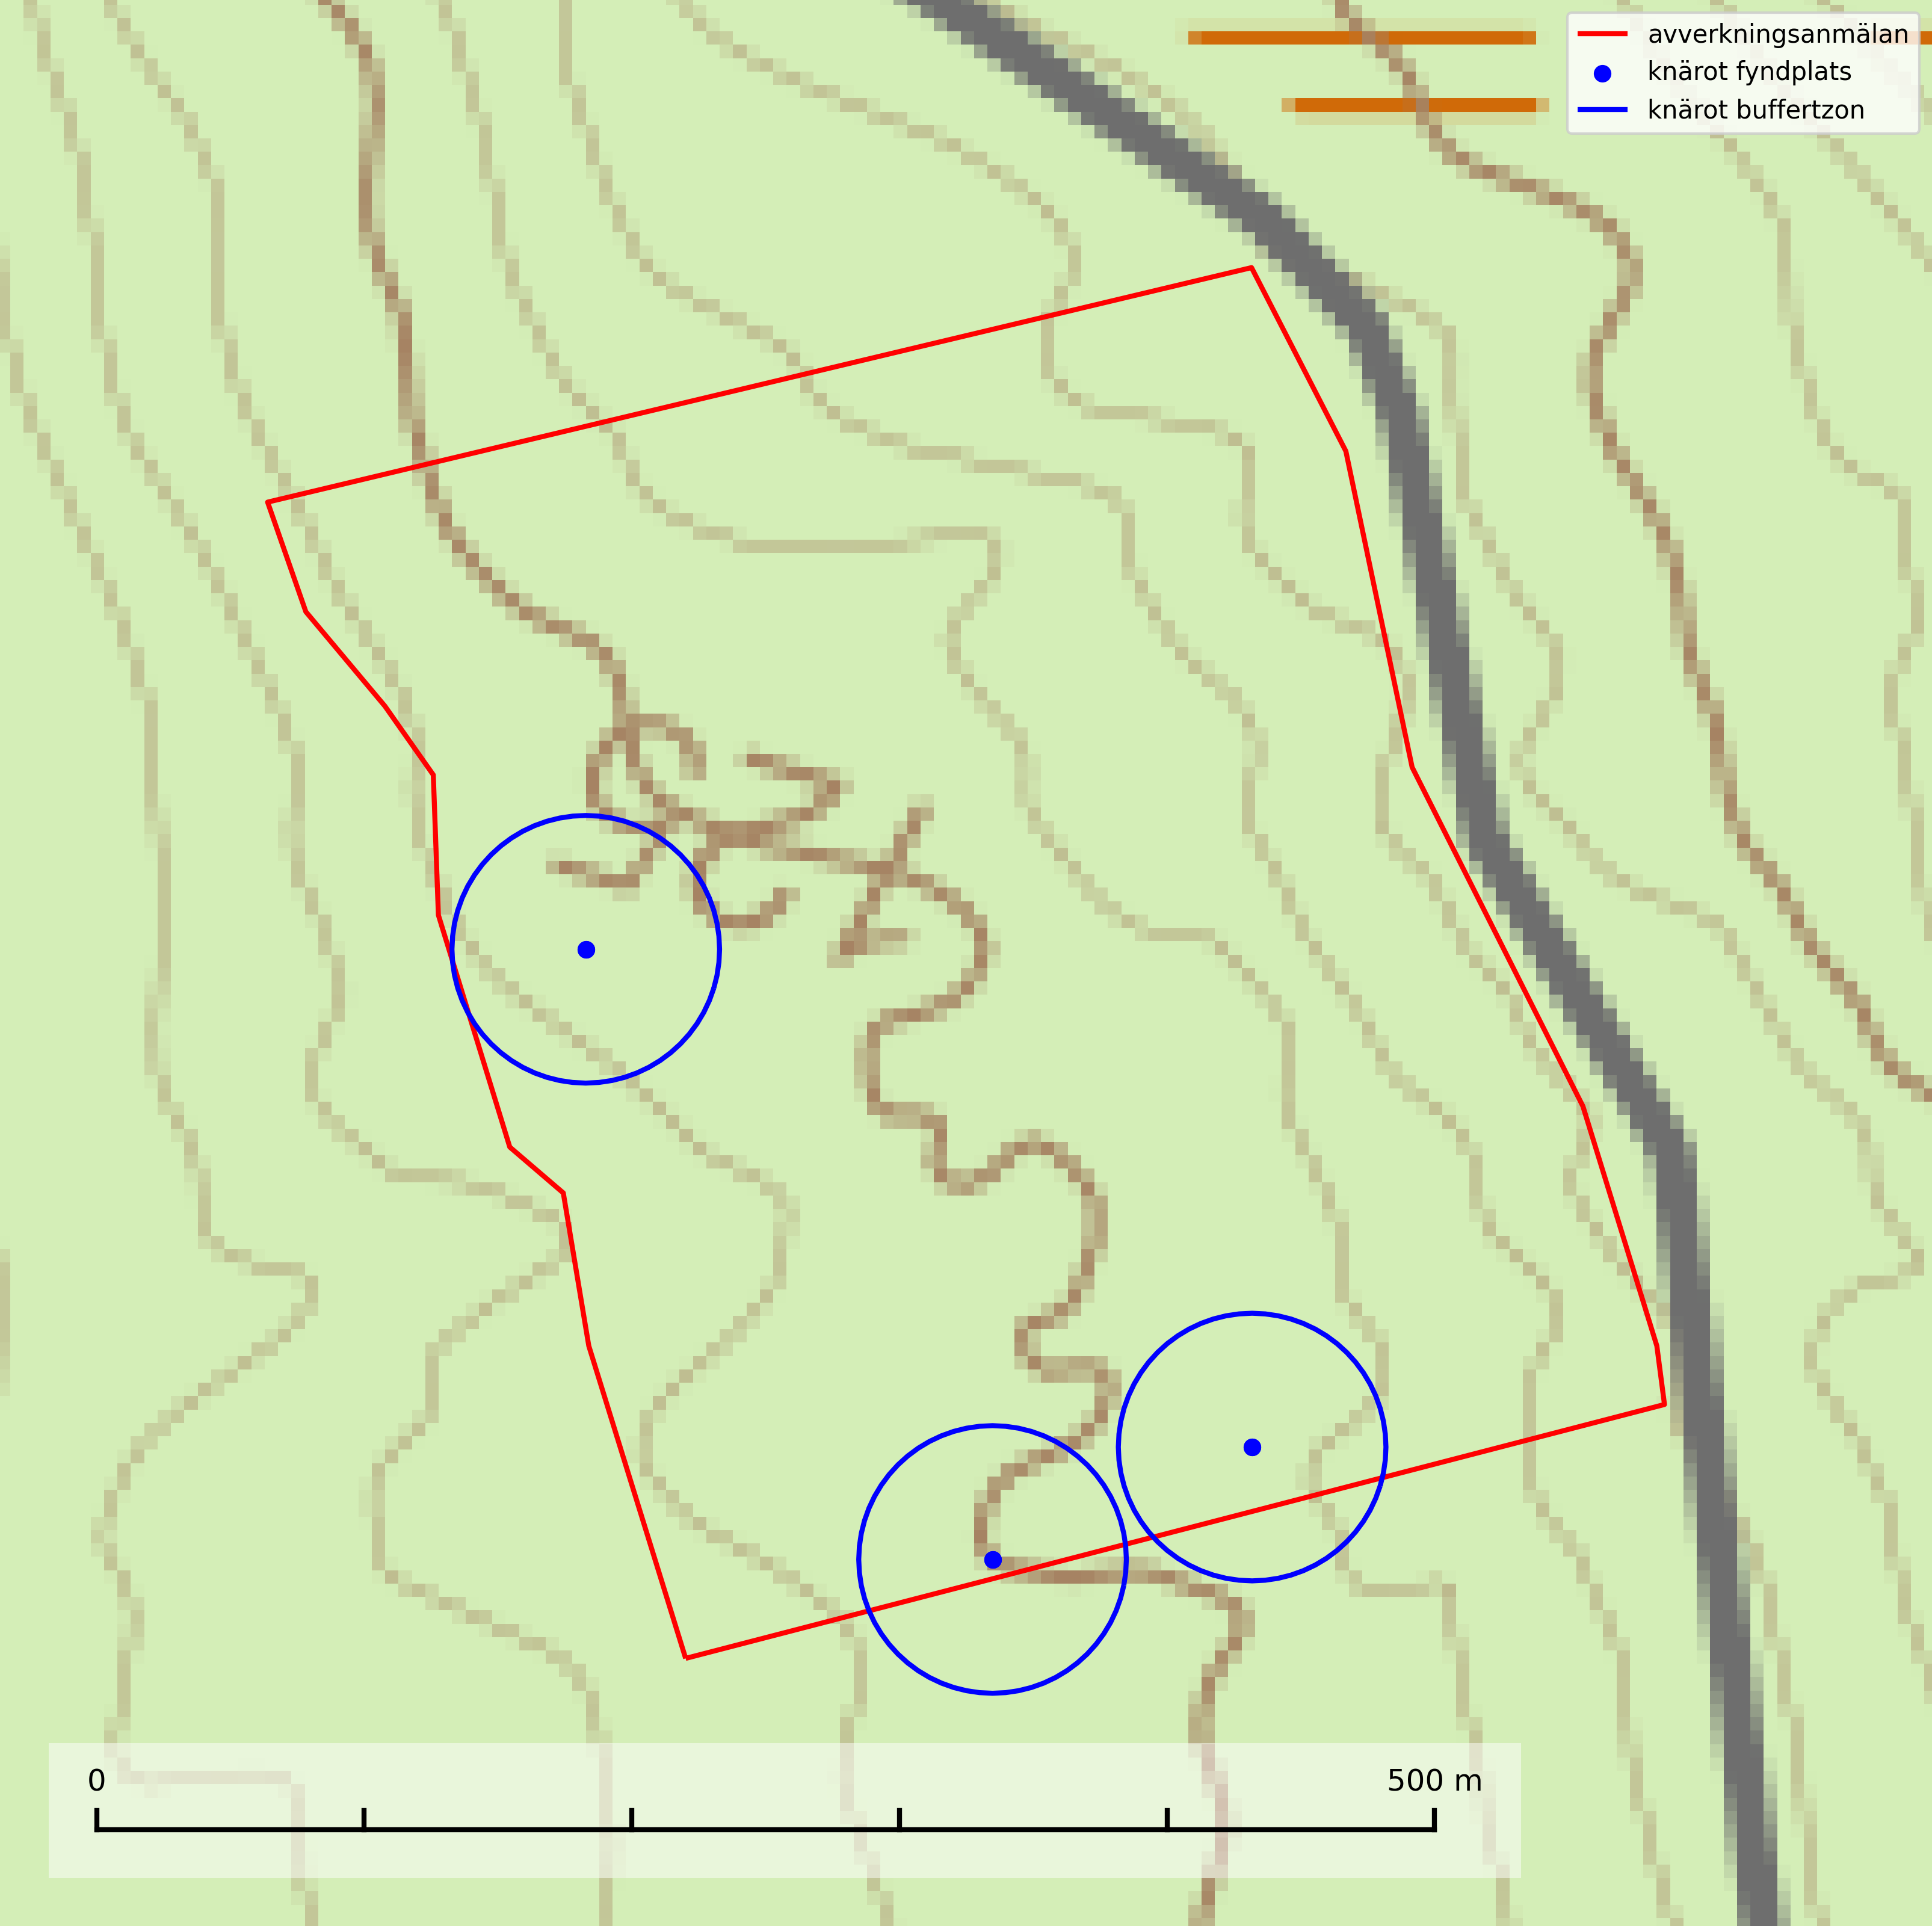 avverkningsanmälan
knärot fyndplats
knärot buffertzon
0 500 m